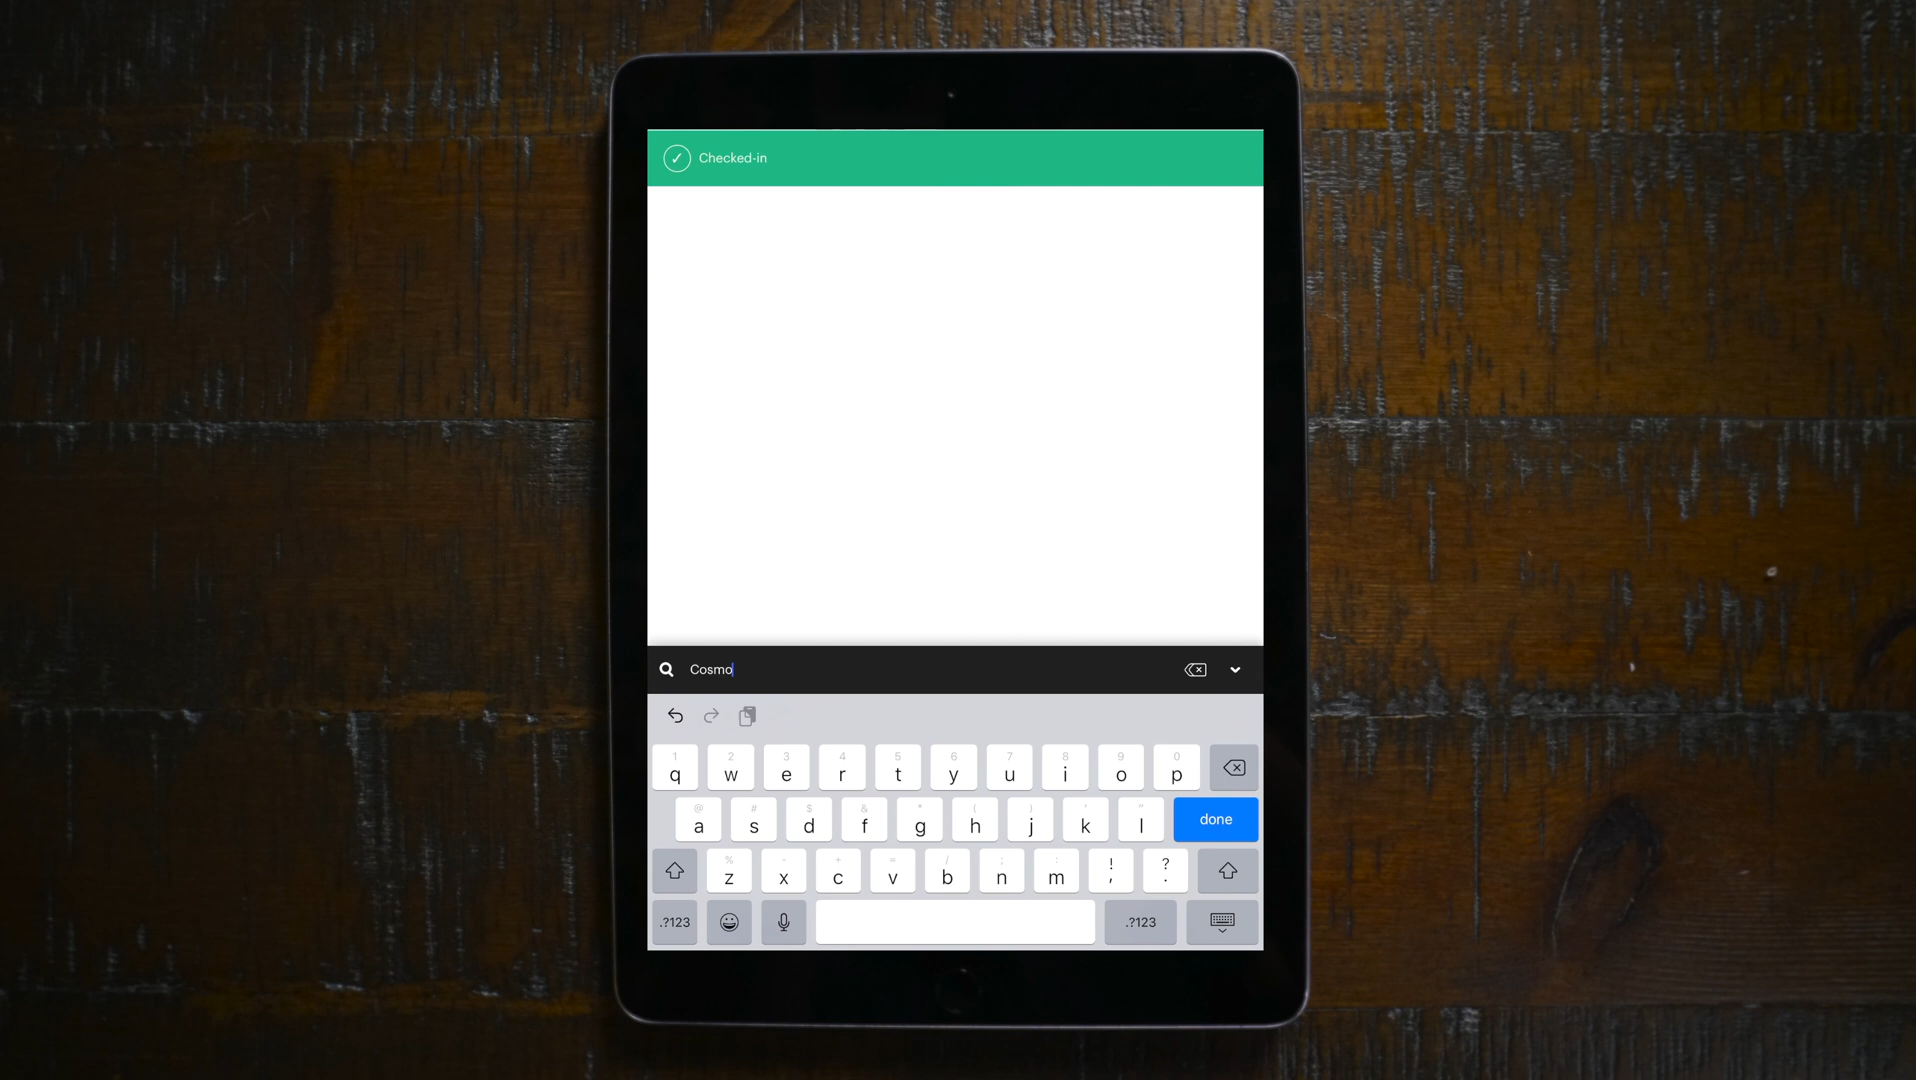 Checked-in
Cosmo
1 2 3 4 5 6 7 8 9 0
q w e r t y u i o p
@ # $ & * ( ) ' "
a s d f g h j k l done
% - + = / ; : ! ?
z x c v b n m , .
.?123 .?123